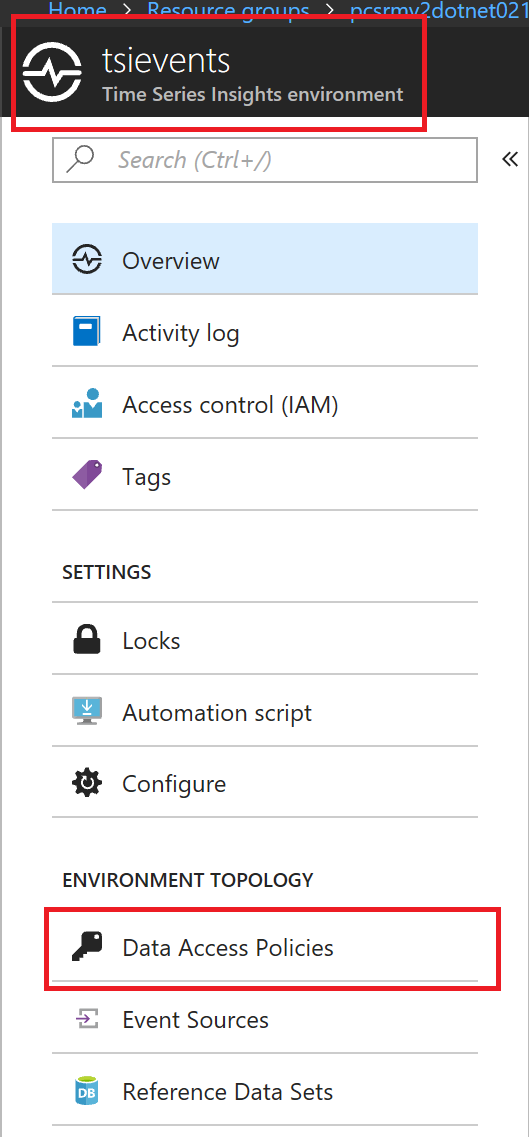 Home > Resource groups > pcsrmv2dotnet021
tsievents
Time Series Insights environment
Search (Ctrl+/)
Overview
Activity log
Access control (IAM)
Tags
SETTINGS
Locks
Automation script
Configure
ENVIRONMENT TOPOLOGY
Data Access Policies
Event Sources
DB Reference Data Sets